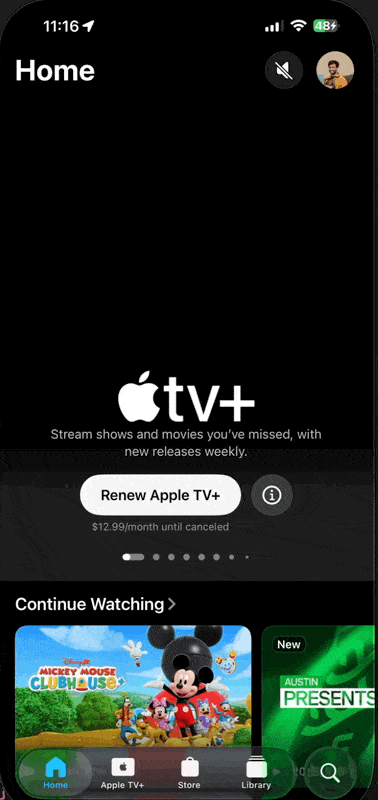 11:16
48
Home
tv+
Stream shows and movies you've missed, with
new releases weekly.
Renew Apple TV+
$12.99/month until canceled
Continue Watching
Disney
MICKEY MOUSE
CLUBHOUSE+
New
AUSTIN
PRESENTS
Home
Apple TV+
Store
Library